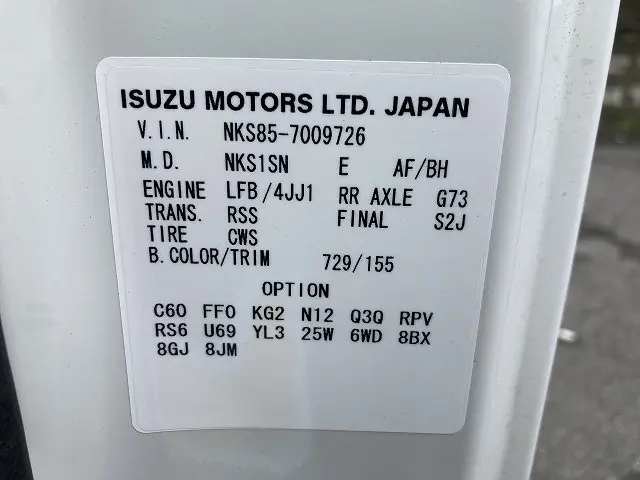 ISUZU MOTORS LTD. JAPAN
V.I.N. NKS85-7009726
M.D. NKS1SN E AF/BH
ENGINE LFB/4JJ1 RR AXLE G73
TRANS. RSS FINAL S2J
TIRE CWS
B.COLOR/TRIM 729/155
OPTION
C60 FF0 KG2 N12 Q3Q RPV
RS6 U69 YL3 25W 6WD 8BX
8GJ 8JM